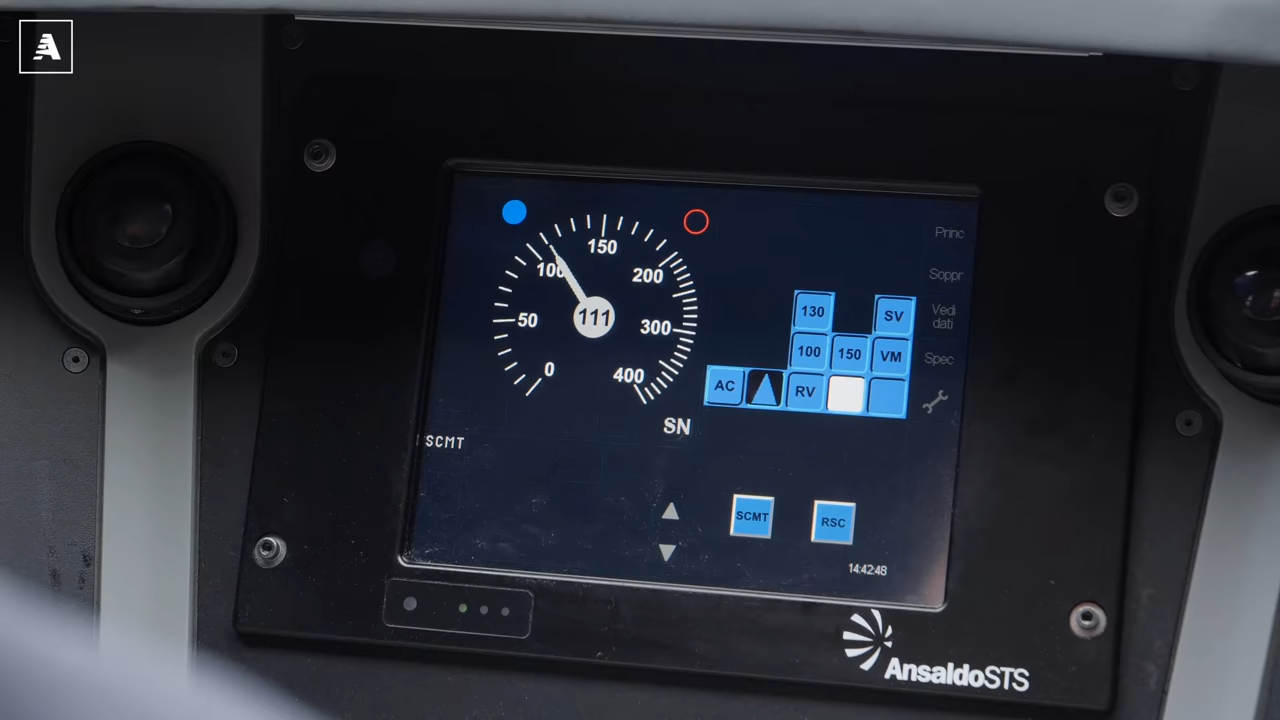 A
150
100
200
50
111
300
0
400
SN
SCMT
130
SV
100
150
VM
AC
RV
Princ
Soppr
Vedi
dati
Spec
SCMT
RSC
14:42:48
AnsaldoSTS